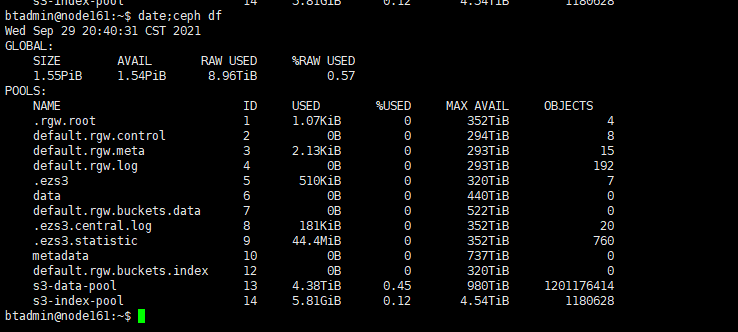 s3-index-pool 14 5.81GiB 0.12 4.54TiB 1180628
btadmin@node161:~$ date;ceph df
Wed Sep 29 20:40:31 CST 2021
GLOBAL:
SIZE AVAIL RAW USED %RAW USED
1.55PiB 1.54PiB 8.96TiB 0.57
POOLS:
NAME ID USED %USED MAX AVAIL OBJECTS
.rgw.root 1 1.07KiB 0 352TiB 4
default.rgw.control 2 0B 0 294TiB 8
default.rgw.meta 3 2.13KiB 0 293TiB 15
default.rgw.log 4 0B 0 293TiB 192
.ezs3 5 510KiB 0 320TiB 7
data 6 0B 0 440TiB 0
default.rgw.buckets.data 7 0B 0 522TiB 0
.ezs3.central.log 8 181KiB 0 352TiB 20
.ezs3.statistic 9 44.4MiB 0 352TiB 760
metadata 10 0B 0 737TiB 0
default.rgw.buckets.index 12 0B 0 320TiB 0
s3-data-pool 13 4.38TiB 0.45 980TiB 1201176414
s3-index-pool 14 5.81GiB 0.12 4.54TiB 1180628
btadmin@node161:~$